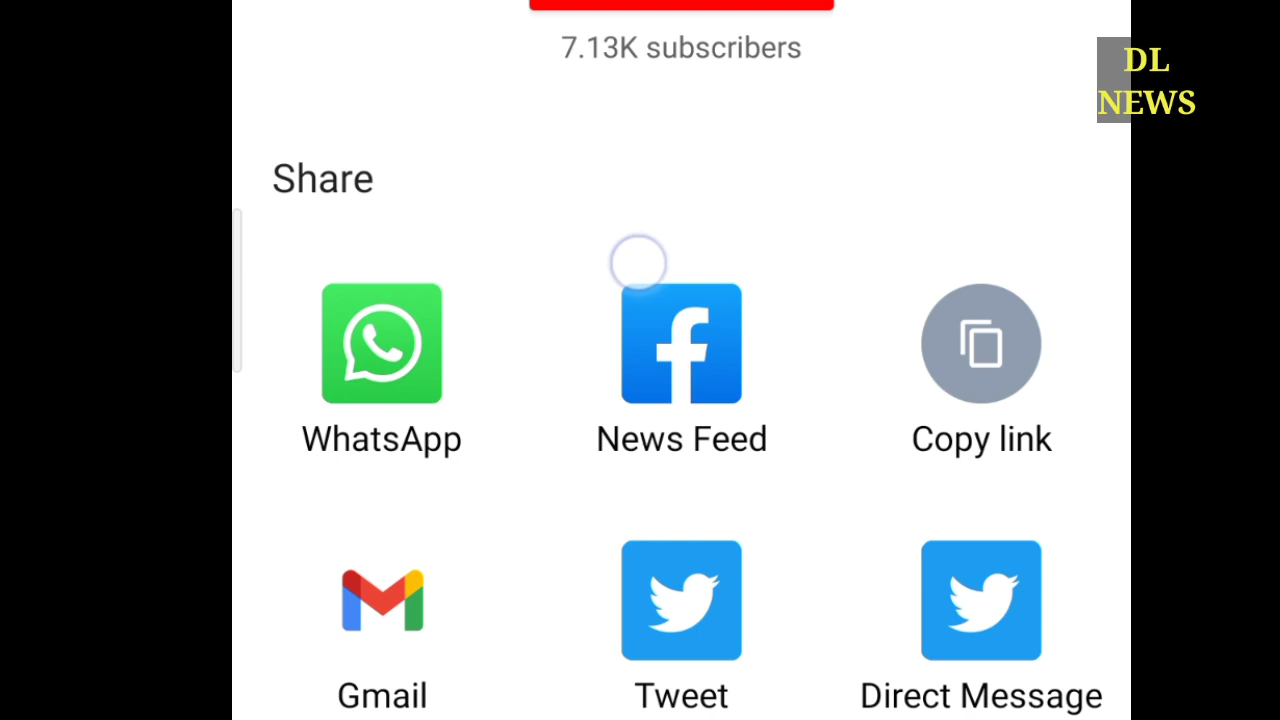 7.13K subscribers
DL
NEWS
Share
WhatsApp
News Feed
Copy link
Gmail
Tweet
Direct Message